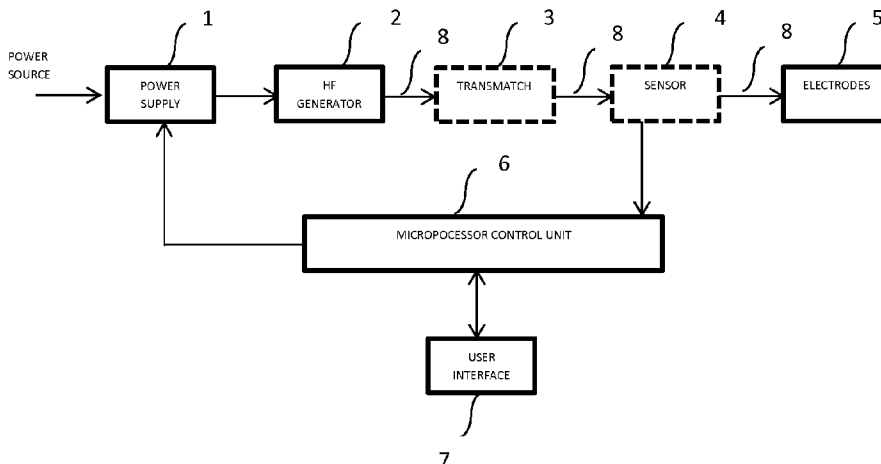 1
2
3
4
5
8
8
8
POWER
SOURCE
POWER
SUPPLY
HF
GENERATOR
TRANSMATCH
SENSOR
ELECTRODES
6
MICROPOCESSOR CONTROL UNIT
USER
INTERFACE
7